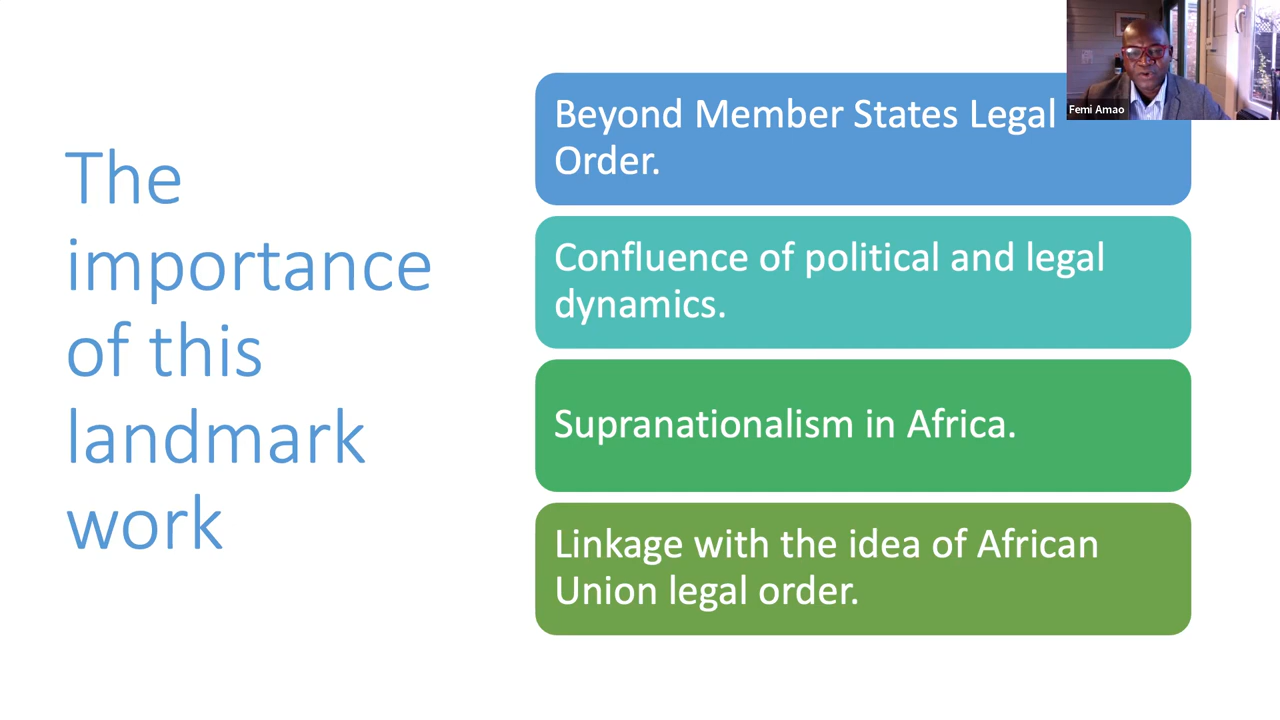 The
importance
of this
landmark
work
Beyond Member States Legal
Order.
Confluence of political and legal
dynamics.
Supranationalism in Africa.
Linkage with the idea of African
Union legal order.
Femi Amao